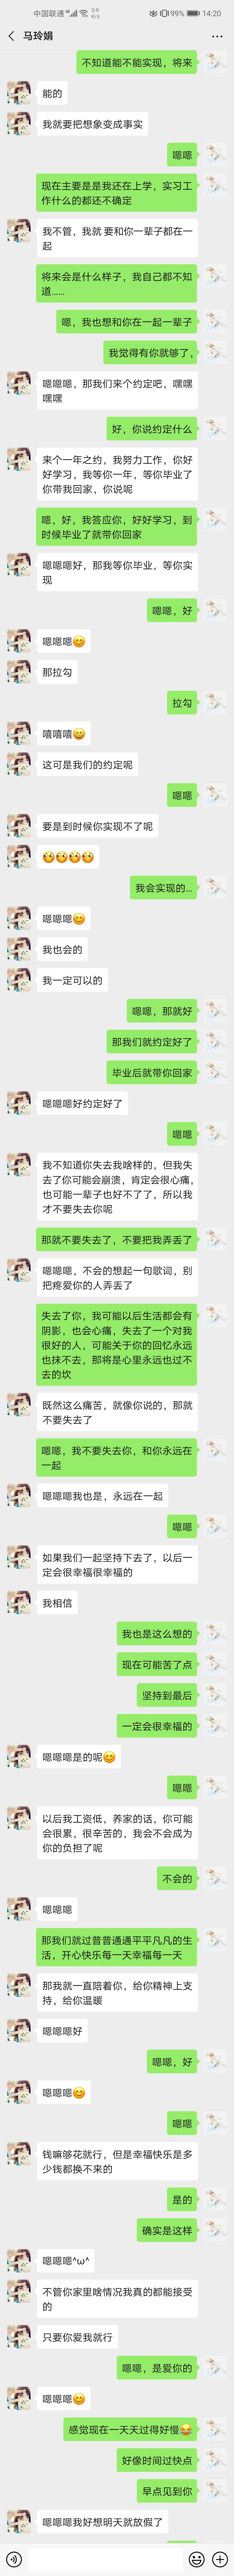 中国联通 4G 0.9 K/s 99% 14:20
马玲娟
不知道能不能实现，将来
能的
我就要把想象变成事实
嗯嗯
现在主要是是我还在上学，实习工
作什么的都还不确定
我不管，我就 要和你一辈子都在一
起
将来会是什么样子，我自己都不知
道……
嗯，我也想和你在一起一辈子
我觉得有你就够了，
嗯嗯嗯，那我们来个约定吧，嘿嘿
嘿嘿
好，你说约定什么
来个一年之约，我努力工作，你好
好学习，我等你一年，等你毕业了
你带我回家，你说呢
嗯，好，我答应你，好好学习，到
时候毕业了就带你回家
嗯嗯嗯好，那我等你毕业，等你实
现
嗯嗯，好
嗯嗯嗯😊
那拉勾
拉勾
嘻嘻嘻😄
这可是我们的约定呢
嗯嗯
要是到时候你实现不了呢
我会实现的...
嗯嗯嗯😊
我也会的
我一定可以的
嗯嗯，那就好
那我们就约定好了
毕业后就带你回家
嗯嗯嗯好约定好了
嗯嗯
我不知道你失去我啥样的，但我失
去了你可能会崩溃，肯定会很心痛，
也可能一辈子也好不了了，所以我
才不要失去你呢
那就不要失去了，不要把我弄丢了
嗯嗯嗯，不会的想起一句歌词，别
把疼爱你的人弄丢了
失去了你，我可能以后生活都会有
阴影，也会心痛，失去了一个对我
很好的人，可能关于你的回忆永远
也抹不去，那将是心里永远也过不
去的坎
既然这么痛苦，就像你说的，那就
不要失去了
嗯嗯，我不要失去你，和你永远在
一起
嗯嗯嗯我也是，永远在一起
嗯嗯
如果我们一起坚持下去了，以后一
定会很幸福很幸福的
我相信
我也是这么想的
现在可能苦了点
坚持到最后
一定会很幸福的
嗯嗯嗯是的呢😊
嗯嗯
以后我工资低，养家的话，你可能
会很累，很辛苦的，我会不会成为
你的负担了呢
不会的
嗯嗯嗯
那我们就过普普通通平平凡凡的生
活，开心快乐每一天幸福每一天
那我就一直陪着你，给你精神上支
持，给你温暖
嗯嗯嗯好
嗯嗯，好
嗯嗯嗯😊
嗯嗯
钱嘛够花就行，但是幸福快乐是多
少钱都换不来的
是的
确实是这样
嗯嗯嗯^ω^
不管你家里啥情况我真的都能接受
的
只要你爱我就行
嗯嗯，是爱你的
嗯嗯嗯😊
感觉现在一天天过得好慢😂
好像时间过快点
早点见到你
嗯嗯嗯我好想明天就放假了